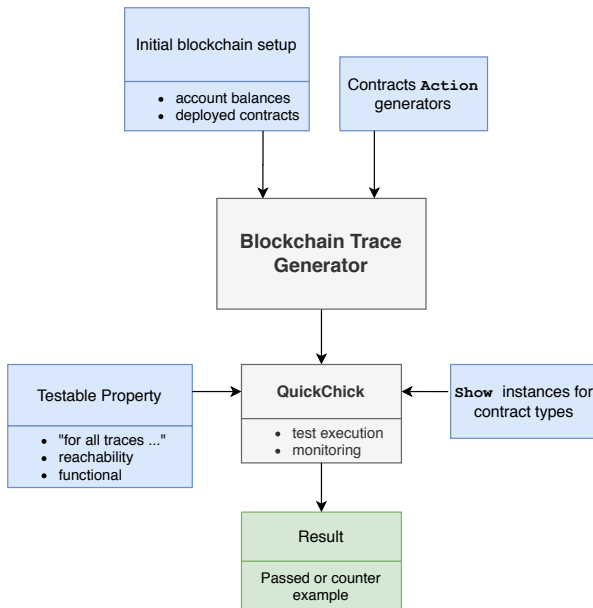 Initial blockchain setup
• account balances
• deployed contracts
Contracts Action
generators
Blockchain Trace
Generator
Testable Property
• "for all traces ..."
• reachability
• functional
QuickChick
• test execution
• monitoring
Show instances for
contract types
Result
Passed or counter
example